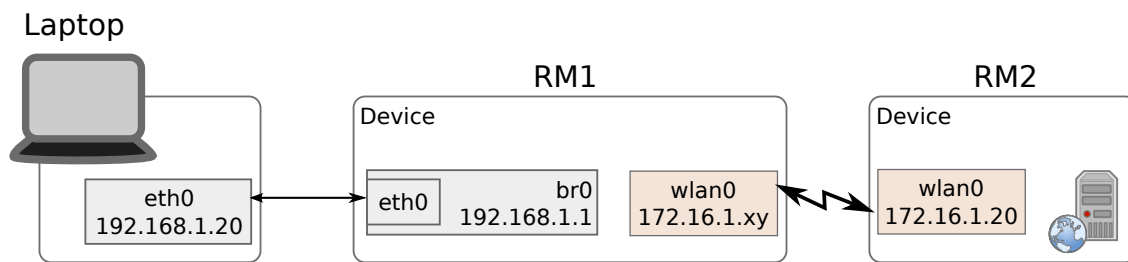 Laptop
RM1
RM2
Device
Device
eth0
192.168.1.20
eth0
br0
192.168.1.1
wlan0
172.16.1.xy
wlan0
172.16.1.20